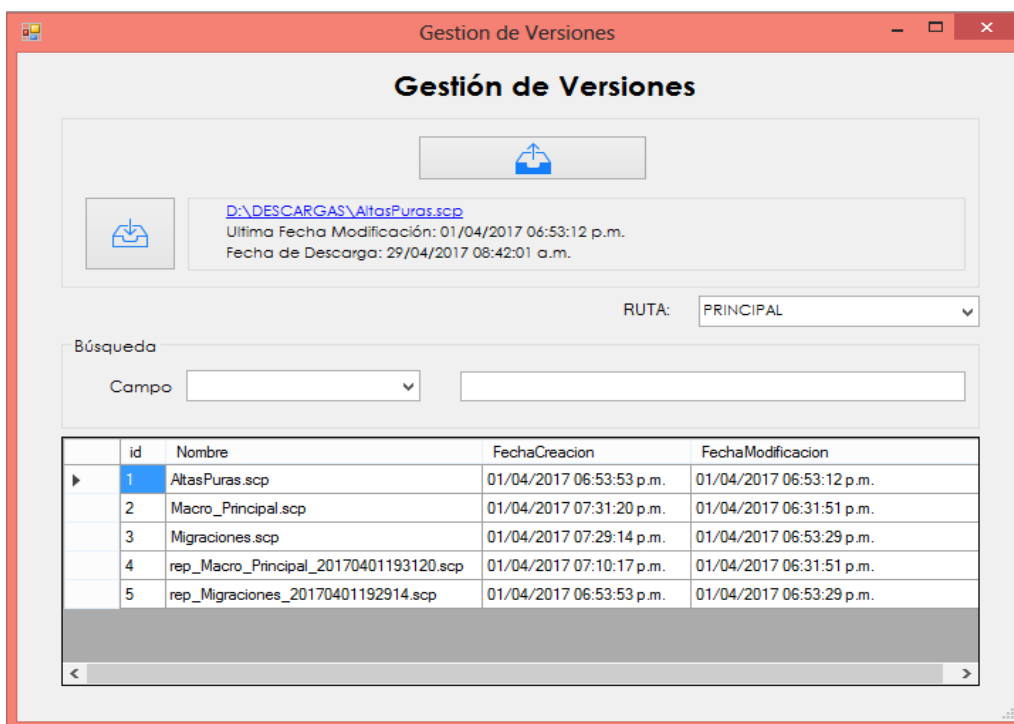 Gestion de Versiones
Gestión de Versiones
D:\DESCARGAS\AltasPuras.scp
Ultima Fecha Modificación: 01/04/2017 06:53:12 p.m.
Fecha de Descarga: 29/04/2017 08:42:01 a.m.
RUTA: PRINCIPAL
Búsqueda
Campo
id Nombre FechaCreacion FechaModificacion
1 AltasPuras.scp 01/04/2017 06:53:53 p.m. 01/04/2017 06:53:12 p.m.
2 Macro_Principal.scp 01/04/2017 07:31:20 p.m. 01/04/2017 06:31:51 p.m.
3 Migraciones.scp 01/04/2017 07:29:14 p.m. 01/04/2017 06:53:29 p.m.
4 rep_Macro_Principal_20170401193120.scp 01/04/2017 07:10:17 p.m. 01/04/2017 06:31:51 p.m.
5 rep_Migraciones_20170401192914.scp 01/04/2017 06:53:53 p.m. 01/04/2017 06:53:29 p.m.